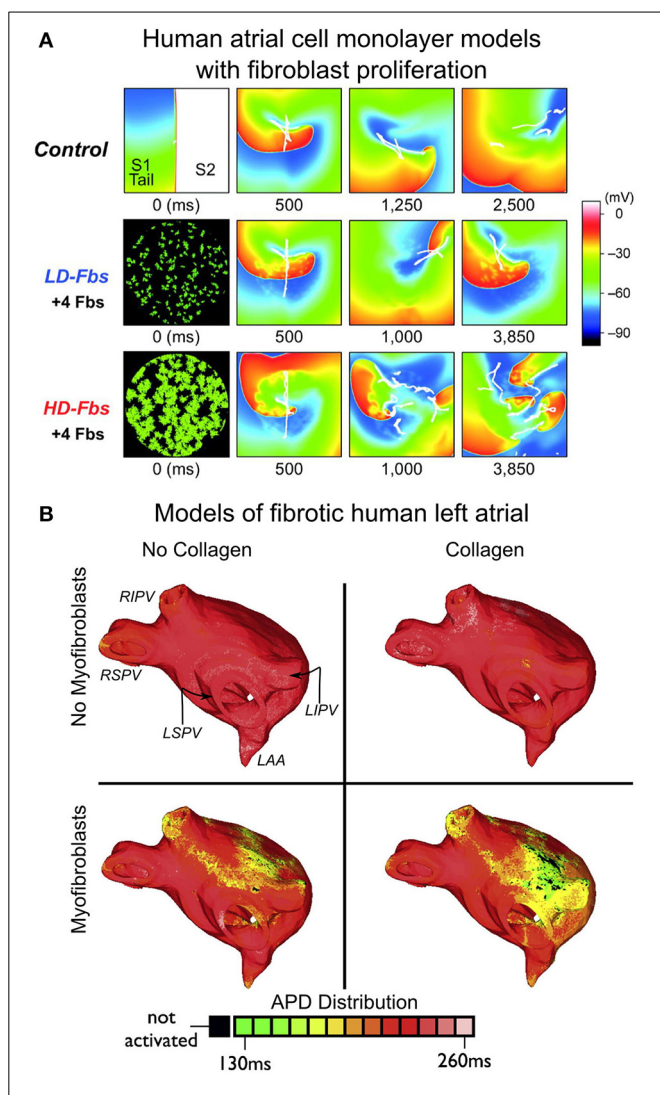 A
Human atrial cell monolayer models
with fibroblast proliferation
Control
S1
Tail
S2
0 (ms)
500
1,250
2,500
(mV)
0
−30
−60
−90
LD-Fbs
+4 Fbs
0 (ms)
500
1,000
3,850
HD-Fbs
+4 Fbs
0 (ms)
500
1,000
3,850
B
Models of fibrotic human left atrial
No Collagen
Collagen
No Myofibroblasts
RIPV
RSPV
LSPV
LIPV
LAA
Myofibroblasts
APD Distribution
not
activated
130ms
260ms